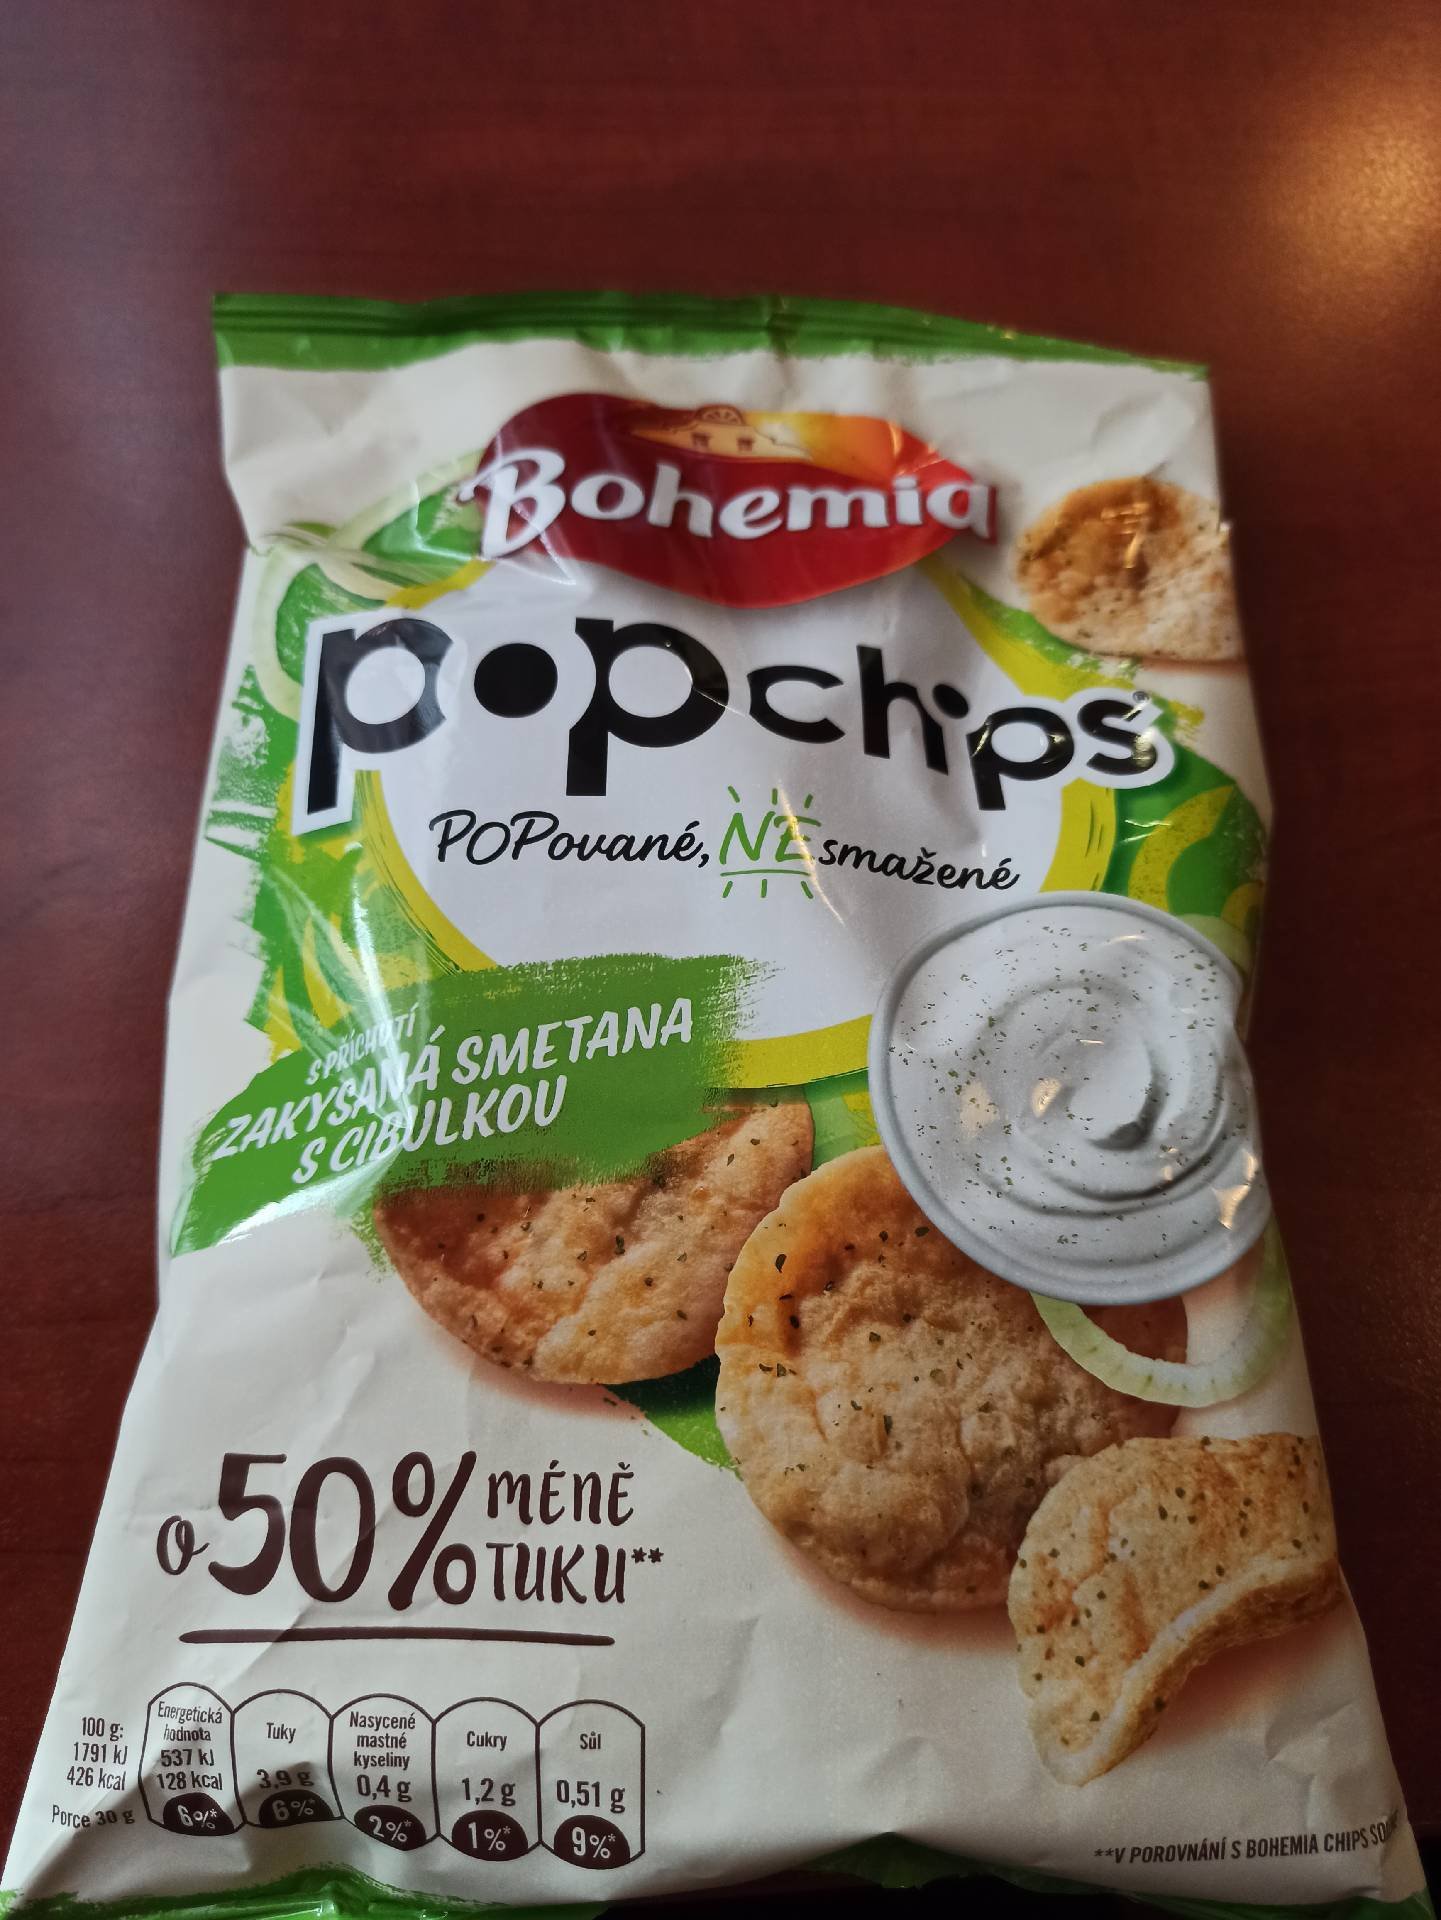 Bohemia
popchips
POPované, NEsmažené
S PŘÍCHUTÍ
ZAKYSANÁ SMETANA
S CIBULKOU
o 50% MÉNĚ
TUKU**
100 g:
1791 kJ
426 kcal
Porce 30 g
Energetická
hodnota
537 kJ
128 kcal
6%*
Tuky
3,9 g
6%*
Nasycené
mastné
kyseliny
0,4 g
2%*
Cukry
1,2 g
1%*
Sůl
0,51 g
9%*
**V POROVNÁNÍ S BOHEMIA CHIPS